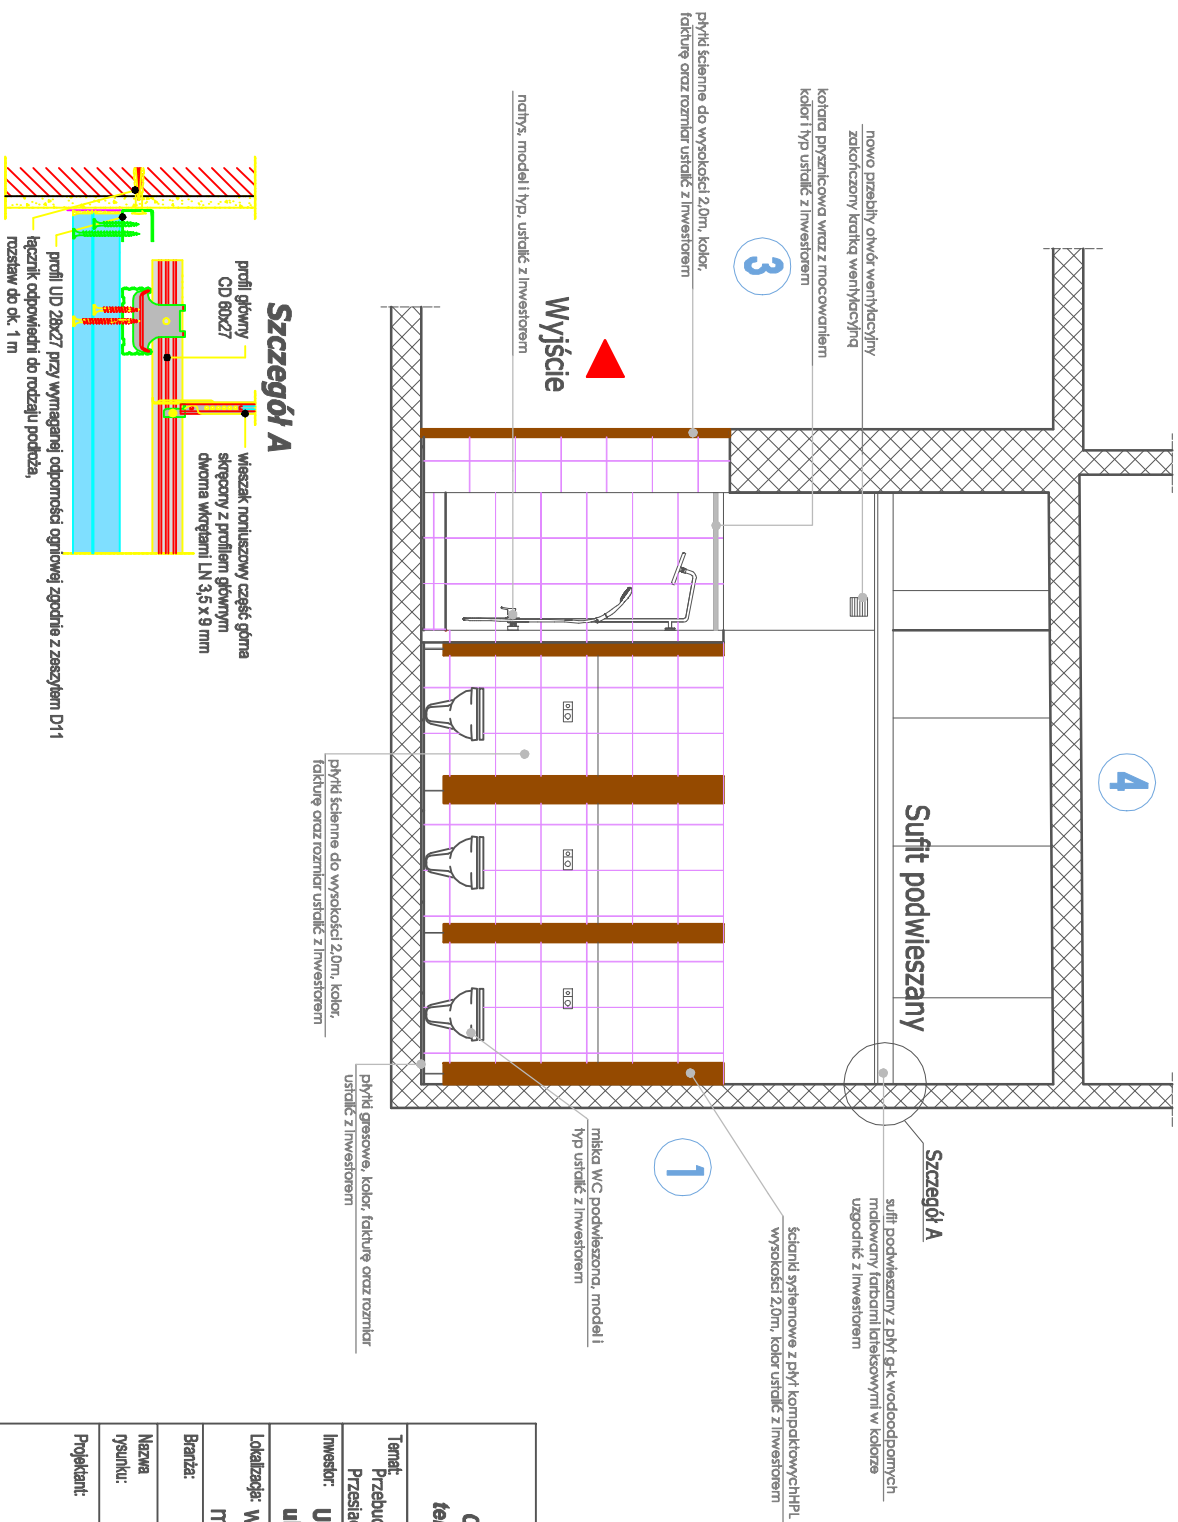 4
Szczegół A
sufit podwieszany z płyt g-k wodoodpornych
malowany farbami lateksowymi w kolorze
uzgodnić z Inwestorem
Sufit podwieszany
nowo przebity otwór wentylacyjny
zakończony kratką wentylacyjną
kotara prysznicowa wraz z mocowaniem
kolor i typ ustalić z Inwestorem
ścianki systemowe z płyt kompaktowychHPL
wysokości 2,0m, kolor ustalić z Inwestorem
3
płytki ścienne do wysokości 2,0m, kolor,
fakturę oraz rozmiar ustalić z Inwestorem
1
miska WC podwieszona, model i
typ ustalić z Inwestorem
Wyjście
natrys, model i typ, ustalić z Inwestorem
płytki gresowe, kolor, fakturę oraz rozmiar
ustalić z Inwestorem
płytki ścienne do wysokości 2,0m, kolor,
fakturę oraz rozmiar ustalić z Inwestorem
Szczegół A
profil główny
CD 60x27
wieszak noniuszowy część górna
skręcony z profilem głównym
dwoma wkrętami LN 3,5 x 9 mm
profil UD 28x27 przy wymaganej odporności ogniowej zgodnie z zeszytem D11
łącznik odpowiedni do rodzaju podłoża,
rozstaw do ok. 1 m
Temat:
Przebud
Przesiad
Inwestor: U
ul
Lokalizacja: W
m
Branża:
Nazwa
rysunku:
Projektant: